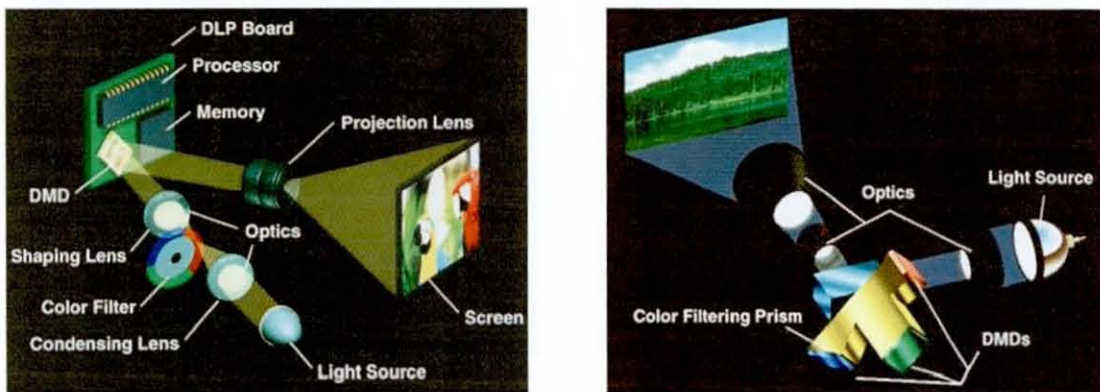 DLP Board
Processor
Memory
Projection Lens
DMD
Optics
Shaping Lens
Color Filter
Condensing Lens
Screen
Light Source
Optics
Light Source
Color Filtering Prism
DMDs